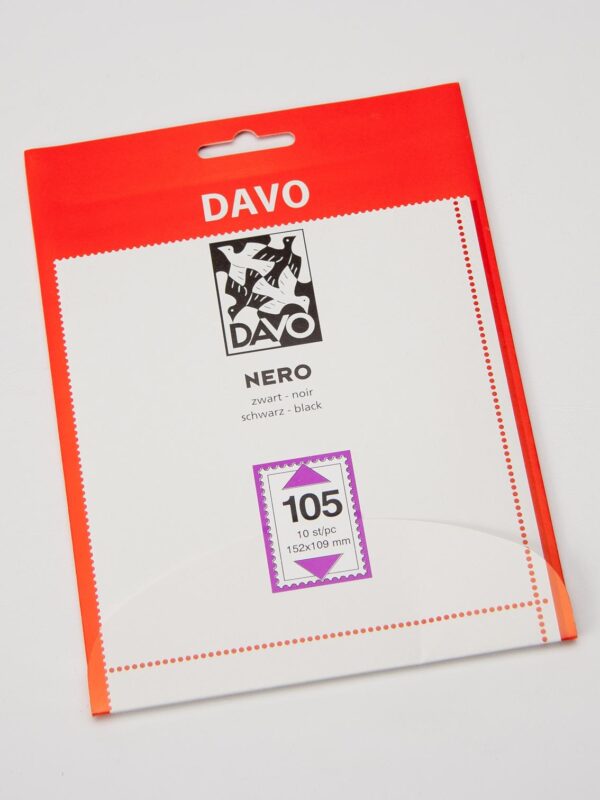 DAVO
DAVO
NERO
zwart - noir
schwarz - black
105
10 st/pc
152x109 mm